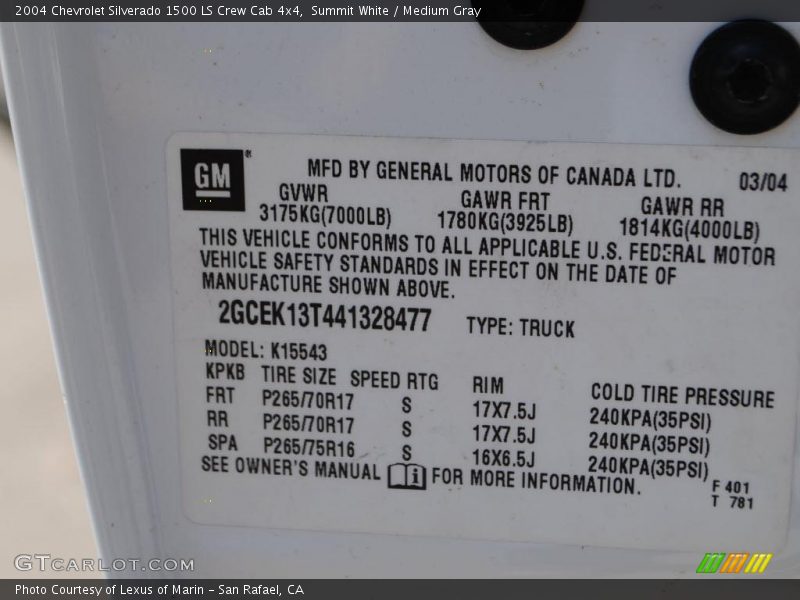 2004 Chevrolet Silverado 1500 LS Crew Cab 4x4,  Summit White / Medium Gray
GM
MFD BY GENERAL MOTORS OF CANADA LTD. 03/04
GVWR GAWR FRT GAWR RR
3175KG(7000LB) 1780KG(3925LB) 1814KG(4000LB)
THIS VEHICLE CONFORMS TO ALL APPLICABLE U.S. FEDERAL MOTOR
VEHICLE SAFETY STANDARDS IN EFFECT ON THE DATE OF
MANUFACTURE SHOWN ABOVE.
2GCEK13T441328477 TYPE: TRUCK
MODEL: K15543
KPKB TIRE SIZE SPEED RTG RIM COLD TIRE PRESSURE
FRT P265/70R17 S 17X7.5J 240KPA(35PSI)
RR P265/70R17 S 17X7.5J 240KPA(35PSI)
SPA P265/75R16 S 16X6.5J 240KPA(35PSI)
SEE OWNER'S MANUAL FOR MORE INFORMATION.
F 401
T 781
GTCARLOT.COM
Photo Courtesy of Lexus of Marin - San Rafael, CA